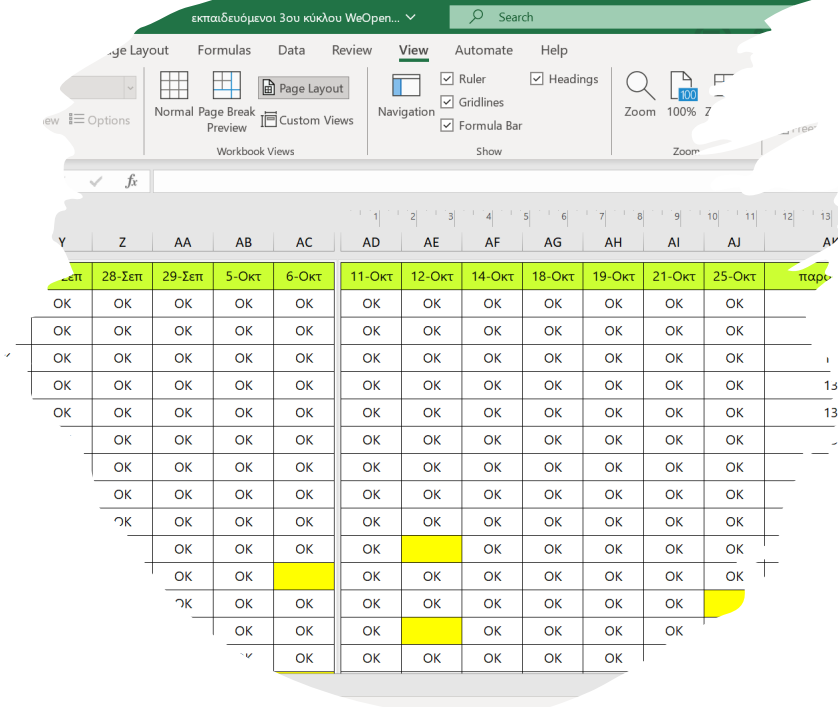 εκπαιδευόμενοι 3ου κύκλου WeOpen...
Search
Layout Formulas Data Review View Automate Help
Normal Page Break Preview Page Layout Custom Views
Options
Workbook Views
Navigation Ruler Gridlines Formula Bar Headings
Show
Zoom 100%
Zoom
fx
1 2 3 4 5 6 7 8 9 10 11 12 13
Y Z AA AB AC AD AE AF AG AH AI AJ
28-Σεπ 29-Σεπ 5-Οκτ 6-Οκτ 11-Οκτ 12-Οκτ 14-Οκτ 18-Οκτ 19-Οκτ 21-Οκτ 25-Οκτ
OK OK OK OK OK OK OK OK OK OK OK OK
OK OK OK OK OK OK OK OK OK OK OK OK
OK OK OK OK OK OK OK OK OK OK OK OK
OK OK OK OK OK OK OK OK OK OK OK OK 13
OK OK OK OK OK OK OK OK OK OK OK OK 13
OK OK OK OK OK OK OK OK OK OK OK
OK OK OK OK OK OK OK OK OK OK OK
OK OK OK OK OK OK OK OK OK OK OK
OK OK OK OK OK OK OK OK OK OK OK
OK OK OK OK OK OK OK OK OK
OK OK OK OK OK OK OK OK OK
OK OK OK OK OK OK OK OK OK
OK OK OK OK OK OK OK
OK OK OK OK OK OK